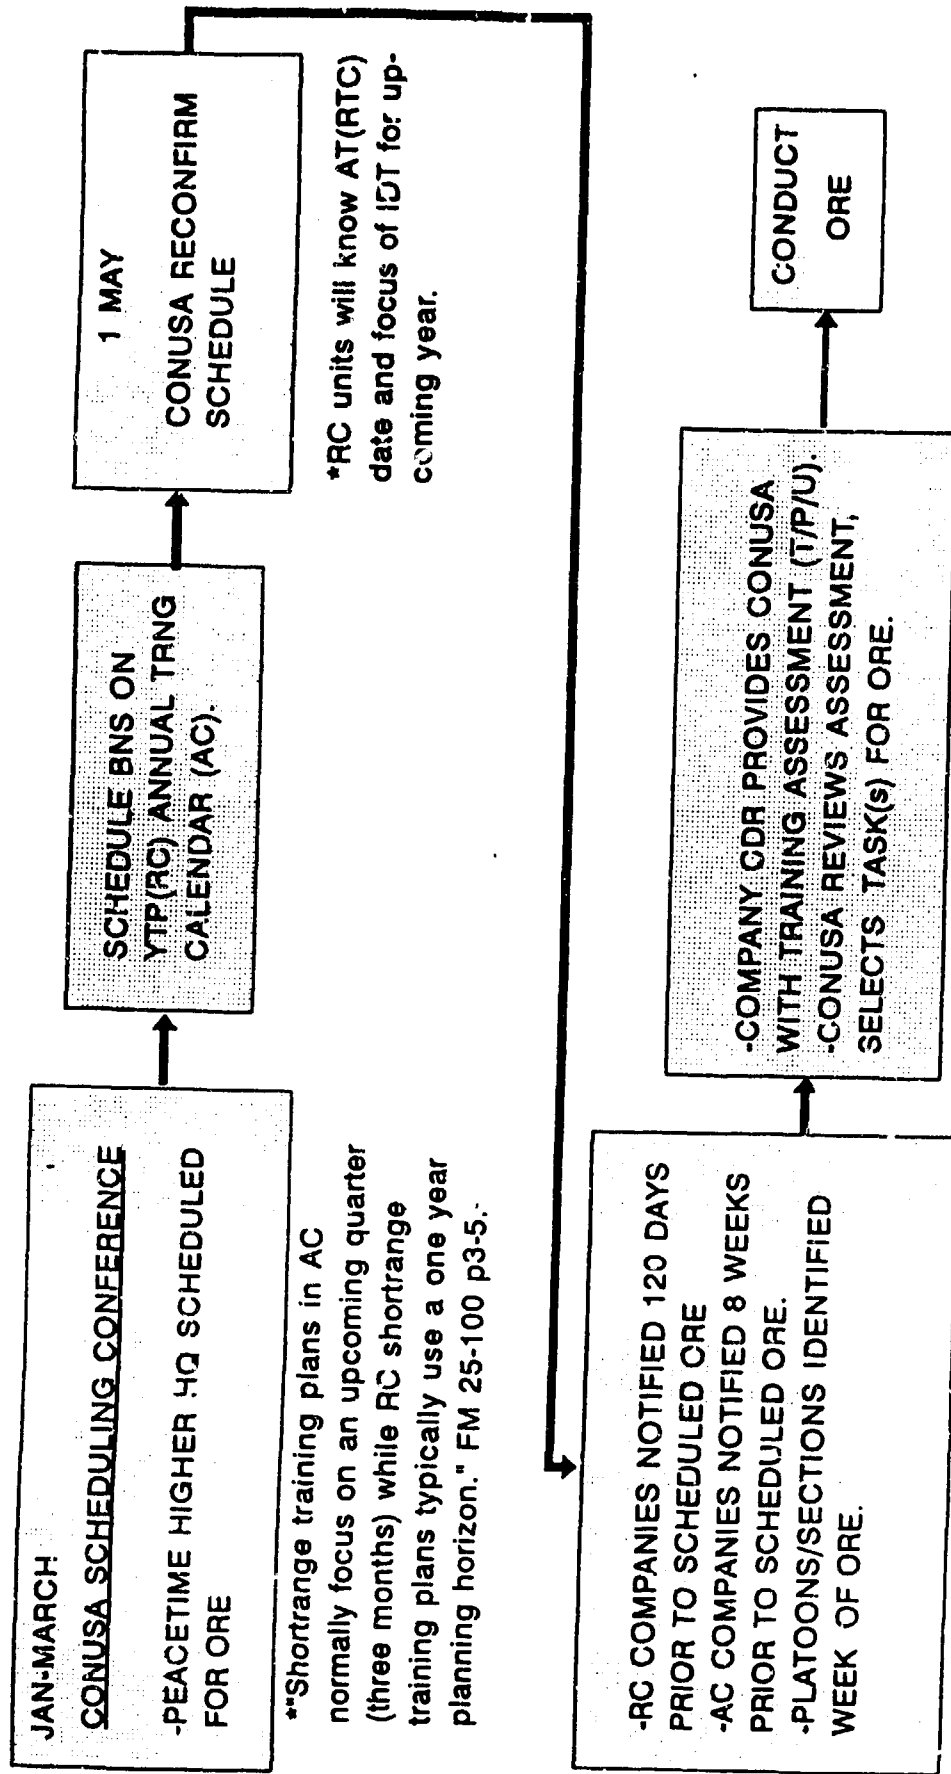 JAN-MARCH
CONUSA SCHEDULING CONFERENCE
-PEACETIME HIGHER HQ SCHEDULED
FOR ORE
*"Shortrange training plans in AC
normally focus on an upcoming quarter
(three months) while RC shortrange
training plans typically use a one year
planning horizon." FM 25-100 p3-5.
SCHEDULE BNS ON
YTP(RC) ANNUAL TRNG
CALENDAR (AC).
1 MAY
CONUSA RECONFIRM
SCHEDULE
*RC units will know AT(RTC)
date and focus of IDT for up-
coming year.
-RC COMPANIES NOTIFIED 120 DAYS
PRIOR TO SCHEDULED ORE
-AC COMPANIES NOTIFIED 8 WEEKS
PRIOR TO SCHEDULED ORE.
-PLATOONS/SECTIONS IDENTIFIED
WEEK OF ORE.
-COMPANY CDR PROVIDES CONUSA
WITH TRAINING ASSESSMENT (T/P/U).
-CONUSA REVIEWS ASSESSMENT,
SELECTS TASK(s) FOR ORE.
CONDUCT
ORE